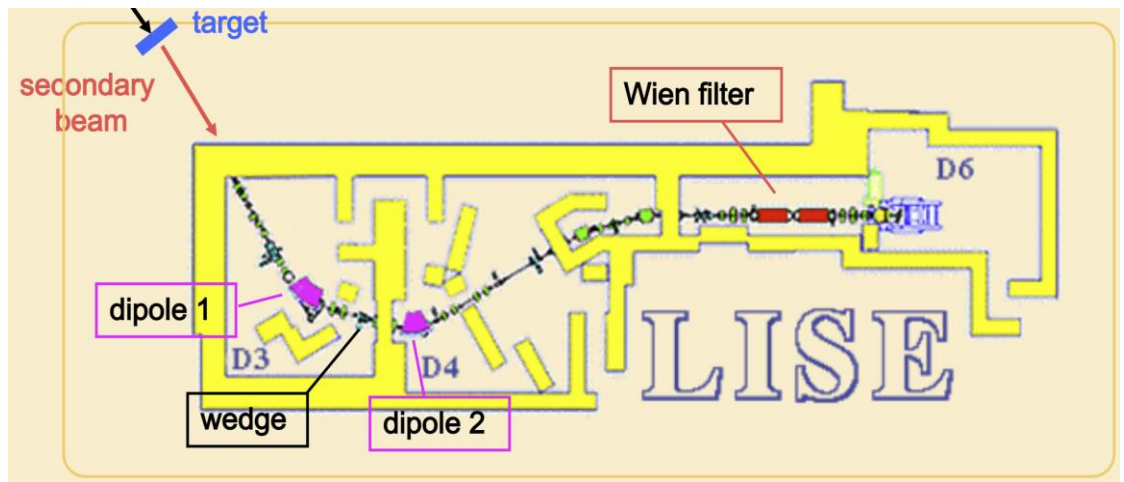 target
secondary
beam
Wien filter
D6
dipole 1
D3
D4
LISE
wedge
dipole 2